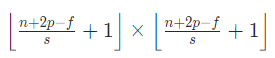 ⌊(n+2p−f)/s + 1⌋ × ⌊(n+2p−f)/s + 1⌋